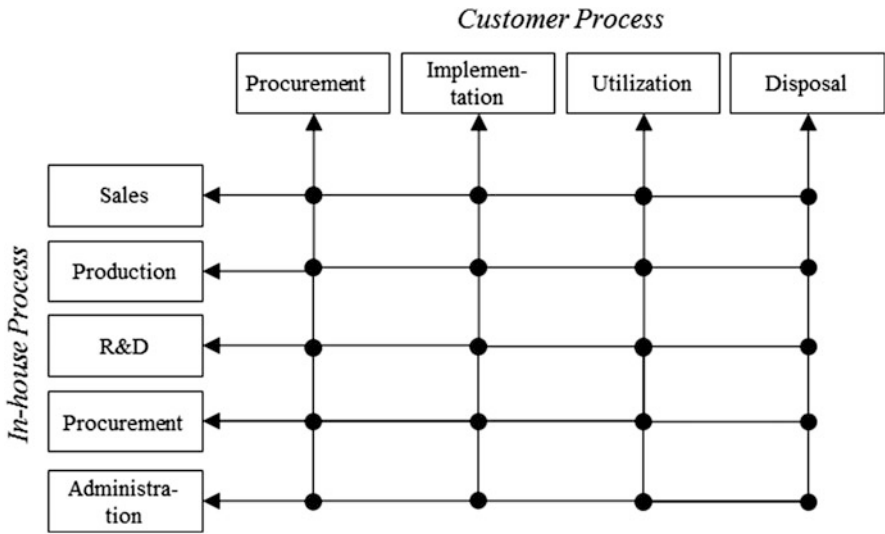 Customer Process
Procurement
Implemen-
tation
Utilization
Disposal
In-house Process
Sales
Production
R&D
Procurement
Administra-
tion